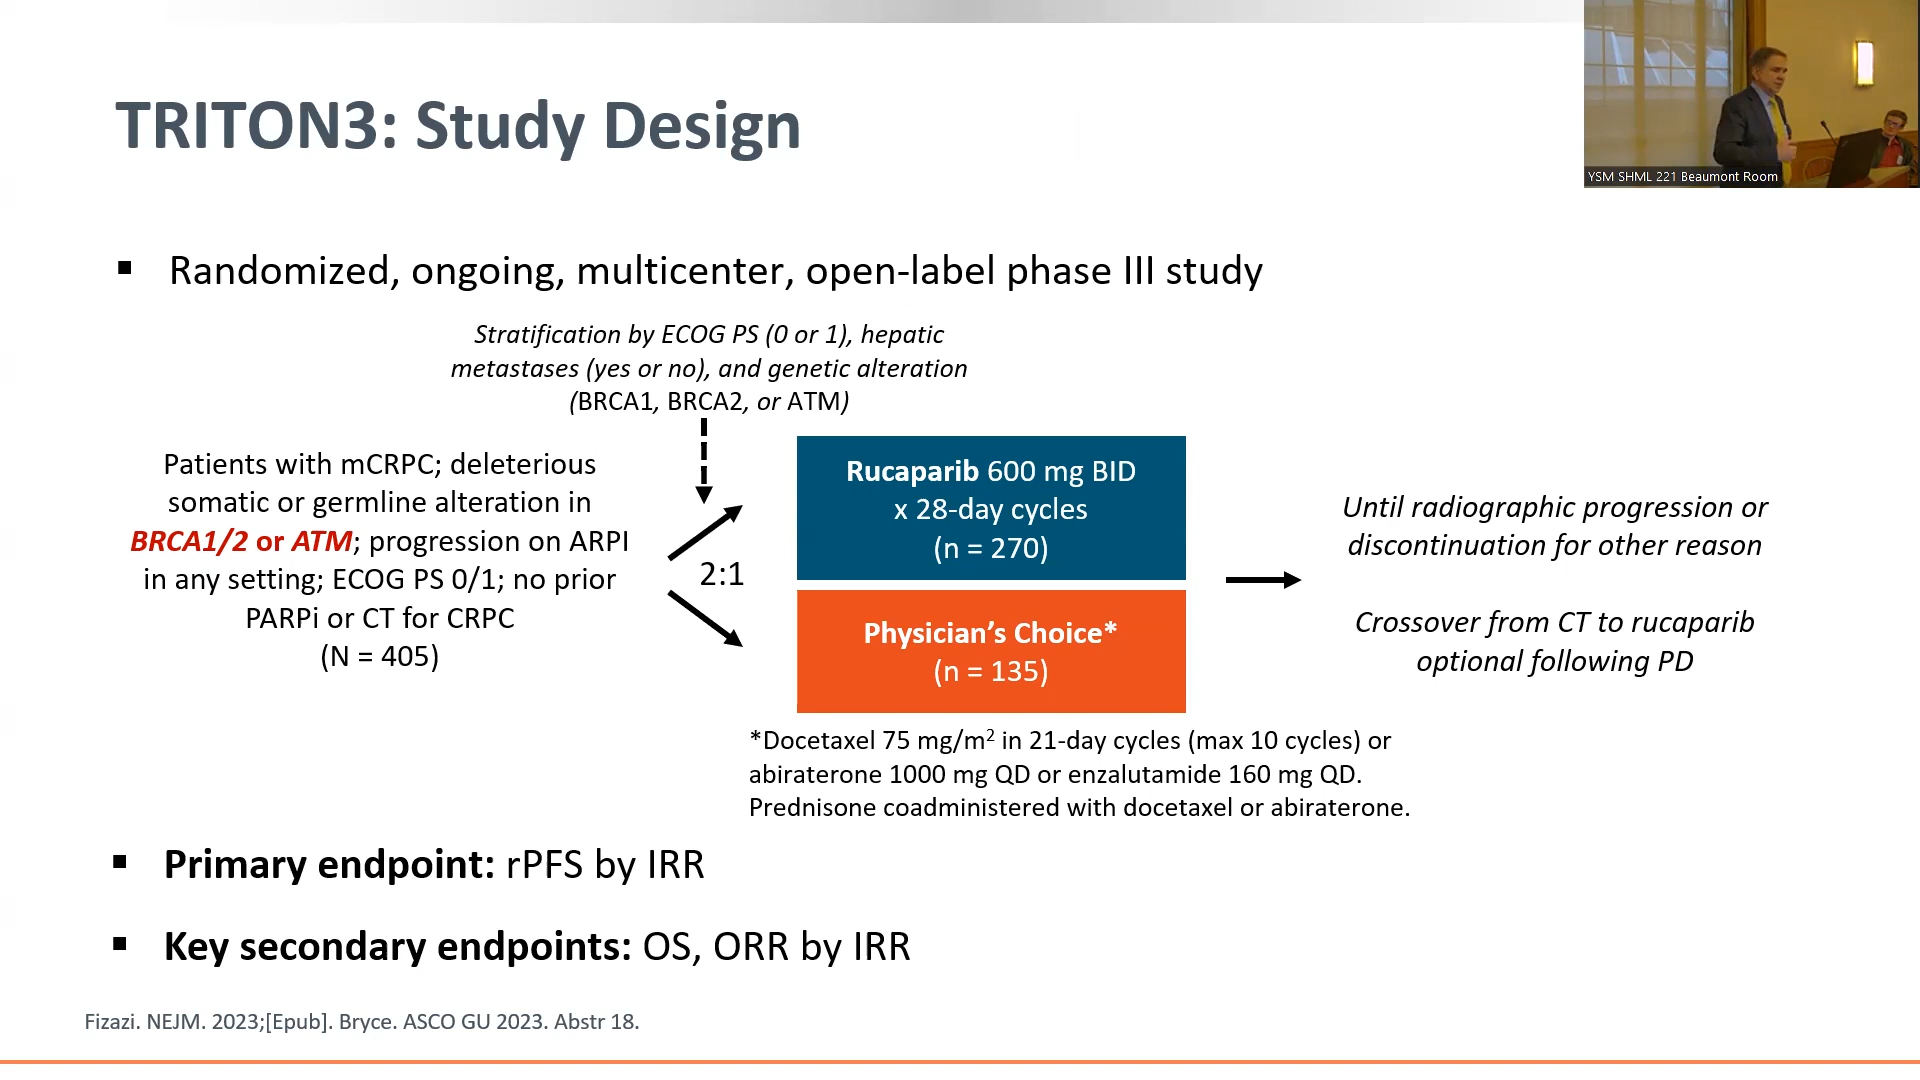 YSM SHML 221 Beaumont Room
TRITON3: Study Design
▪ Randomized, ongoing, multicenter, open-label phase III study
Stratification by ECOG PS (0 or 1), hepatic
metastases (yes or no), and genetic alteration
(BRCA1, BRCA2, or ATM)
Patients with mCRPC; deleterious
somatic or germline alteration in
BRCA1/2 or ATM; progression on ARPI
in any setting; ECOG PS 0/1; no prior
PARPi or CT for CRPC
(N = 405)
2:1
Rucaparib 600 mg BID
x 28-day cycles
(n = 270)
Physician’s Choice*
(n = 135)
Until radiographic progression or
discontinuation for other reason
Crossover from CT to rucaparib
optional following PD
*Docetaxel 75 mg/m² in 21-day cycles (max 10 cycles) or
abiraterone 1000 mg QD or enzalutamide 160 mg QD.
Prednisone coadministered with docetaxel or abiraterone.
▪ Primary endpoint: rPFS by IRR
▪ Key secondary endpoints: OS, ORR by IRR
Fizazi. NEJM. 2023;[Epub]. Bryce. ASCO GU 2023. Abstr 18.